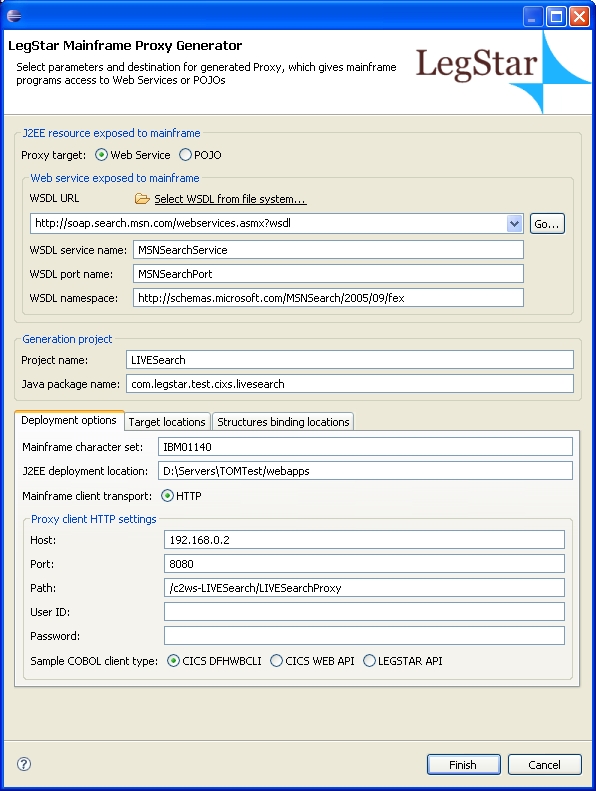 LegStar Mainframe Proxy Generator
Select parameters and destination for generated Proxy, which gives mainframe
programs access to Web Services or POJOs
LegStar
J2EE resource exposed to mainframe
Proxy target: Web Service POJO
Web service exposed to mainframe
WSDL URL Select WSDL from file system...
http://soap.search.msn.com/webservices.asmx?wsdl Go...
WSDL service name: MSNSearchService
WSDL port name: MSNSearchPort
WSDL namespace: http://schemas.microsoft.com/MSNSearch/2005/09/fex
Generation project
Project name: LIVESearch
Java package name: com.legstar.test.cixs.livesearch
Deployment options Target locations Structures binding locations
Mainframe character set: IBM01140
J2EE deployment location: D:\Servers\TOMTest/webapps
Mainframe client transport: HTTP
Proxy client HTTP settings
Host: 192.168.0.2
Port: 8080
Path: /c2ws-LIVESearch/LIVESearchProxy
User ID:
Password:
Sample COBOL client type: CICS DFHWBCLI CICS WEB API LEGSTAR API
? Finish Cancel